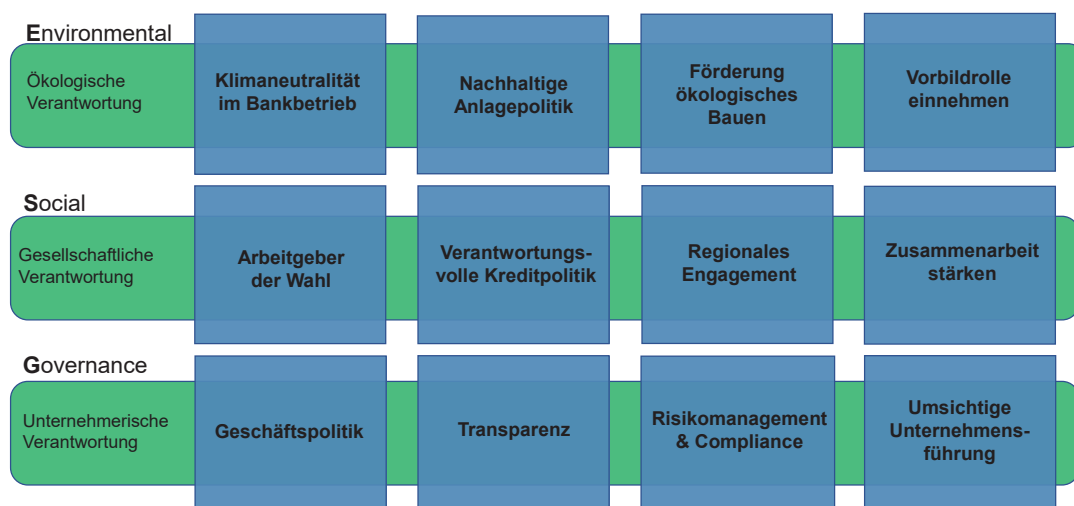 Environmental
Ökologische
Verantwortung
Klimaneutralität
im Bankbetrieb
Nachhaltige
Anlagepolitik
Förderung
ökologisches
Bauen
Vorbildrolle
einnehmen
Social
Gesellschaftliche
Verantwortung
Arbeitgeber
der Wahl
Verantwortungs-
volle Kreditpolitik
Regionales
Engagement
Zusammenarbeit
stärken
Governance
Unternehmerische
Verantwortung
Geschäftspolitik
Transparenz
Risikomanagement
& Compliance
Umsichtige
Unternehmens-
führung